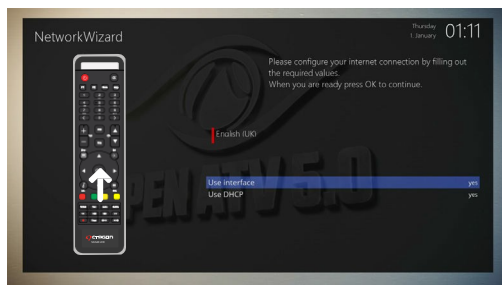 NetworkWizard
Thursday
1. January
01:11
Please configure your internet connection by filling out
the required values.
When you are ready press OK to continue.
English (UK)
Use interface yes
Use DHCP yes
OPEN ATV 5.0
OCTAGON